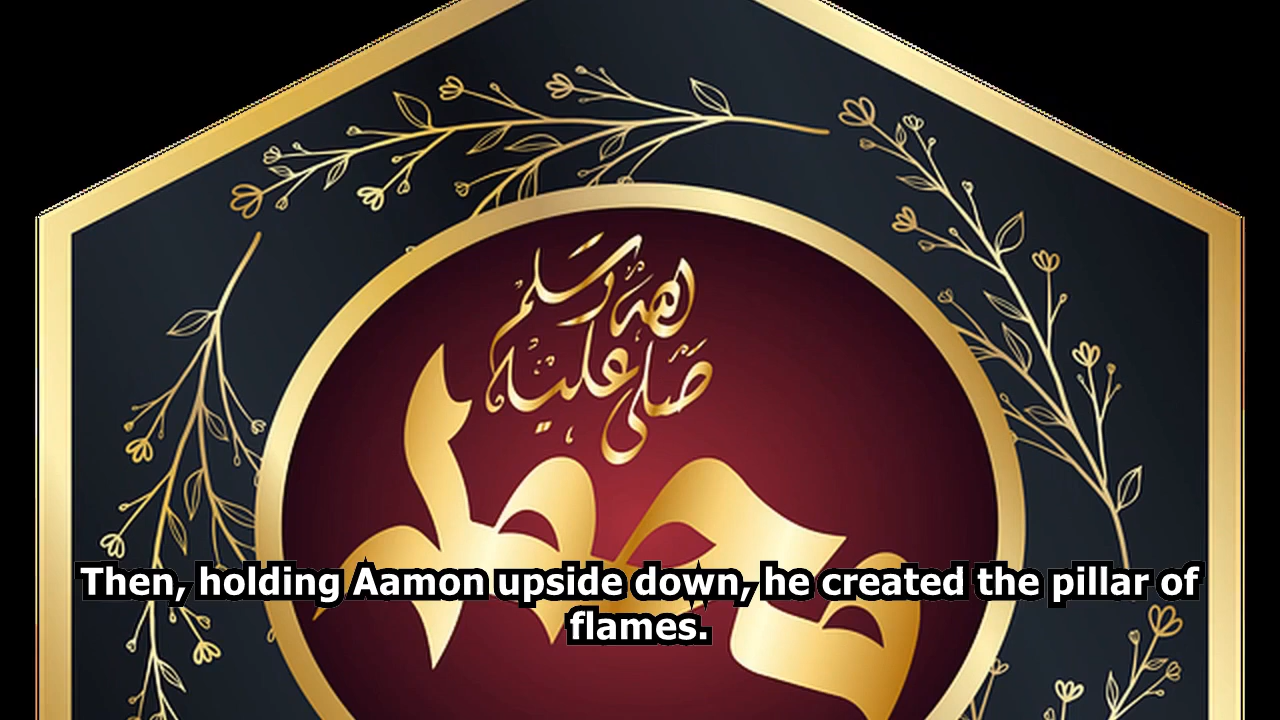 صلى الله عليه وسلم
محمد
Then, holding Aamon upside down, he created the pillar of
flames.